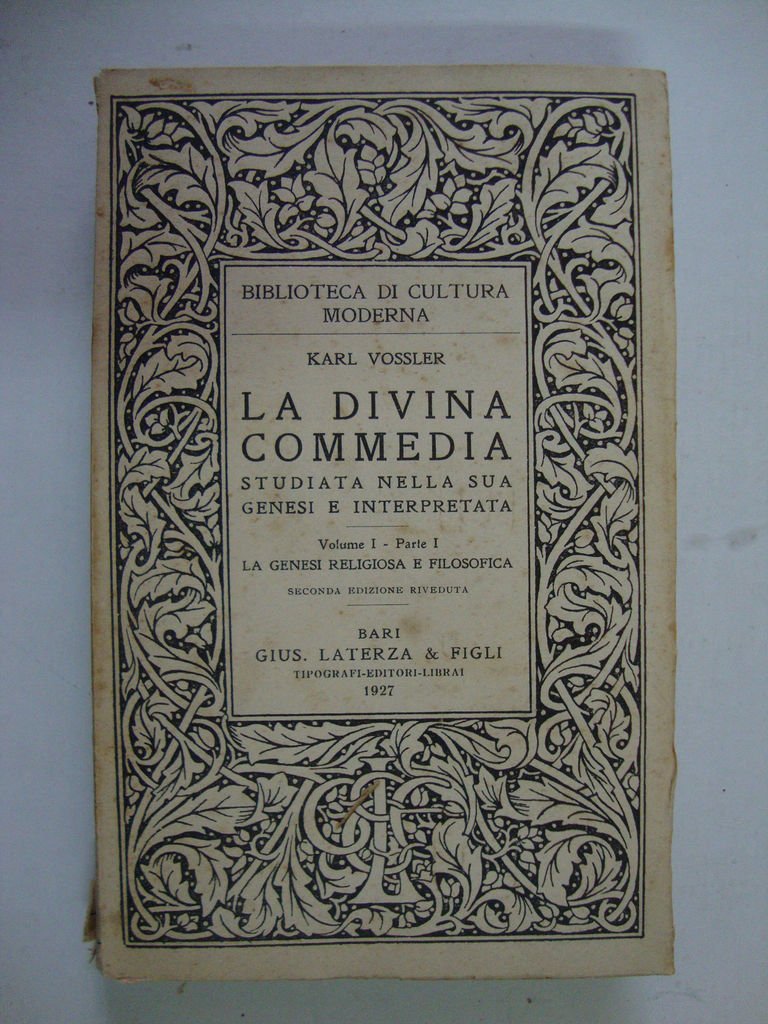 BIBLIOTECA DI CULTURA
MODERNA
KARL VOSSLER
LA DIVINA
COMMEDIA
STUDIATA NELLA SUA
GENESI E INTERPRETATA
Volume I - Parte I
LA GENESI RELIGIOSA E FILOSOFICA
SECONDA EDIZIONE RIVEDUTA
BARI
GIUS. LATERZA & FIGLI
TIPOGRAFI-EDITORI-LIBRAI
1927